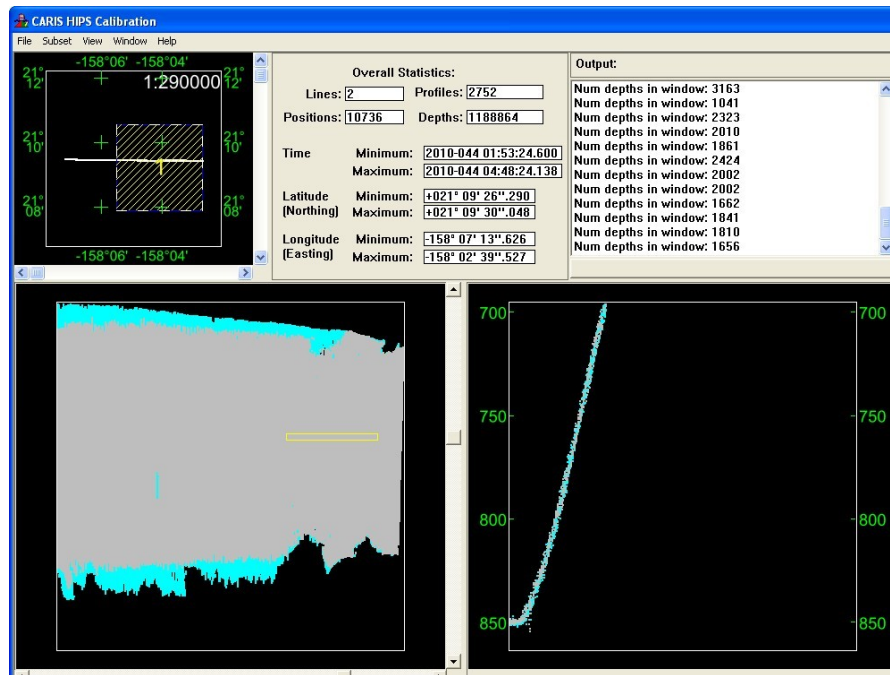 CARIS HIPS Calibration
File Subset View Window Help
-158°06' -158°04'
21° 12'
1:290000
21° 12'
21° 10'
21° 10'
21° 08'
21° 08'
-158°06' -158°04'
Overall Statistics:
Lines: 2 Profiles: 2752
Positions: 10736 Depths: 1188864
Time Minimum: 2010-044 01:53:24.600
Maximum: 2010-044 04:48:24.138
Latitude Minimum: +021° 09' 26".290
(Northing) Maximum: +021° 09' 30".048
Longitude Minimum: -158° 07' 13".626
(Easting) Maximum: -158° 02' 39".527
Output:
Num depths in window: 3163
Num depths in window: 1041
Num depths in window: 2323
Num depths in window: 2010
Num depths in window: 1861
Num depths in window: 2424
Num depths in window: 2002
Num depths in window: 2002
Num depths in window: 1662
Num depths in window: 1841
Num depths in window: 1810
Num depths in window: 1656
700 700
750 750
800 800
850 850